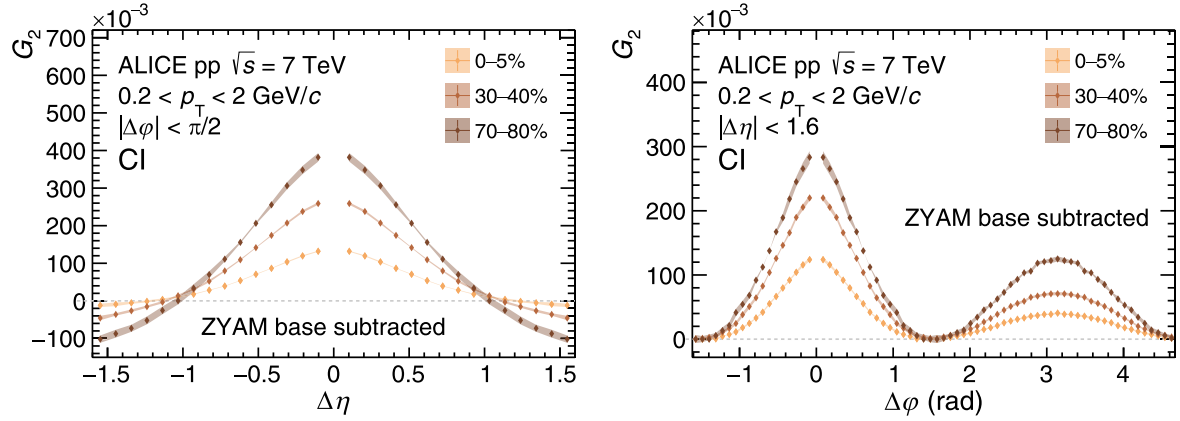 ×10⁻³
G₂
700
600
500
400
300
200
100
0
−100
ALICE pp √s = 7 TeV
0.2 < p_T < 2 GeV/c
|Δφ| < π/2
CI
0–5%
30–40%
70–80%
ZYAM base subtracted
−1.5 −1 −0.5 0 0.5 1 1.5
Δη
×10⁻³
G₂
400
300
200
100
0
ALICE pp √s = 7 TeV
0.2 < p_T < 2 GeV/c
|Δη| < 1.6
CI
0–5%
30–40%
70–80%
ZYAM base subtracted
−1 0 1 2 3 4
Δφ (rad)